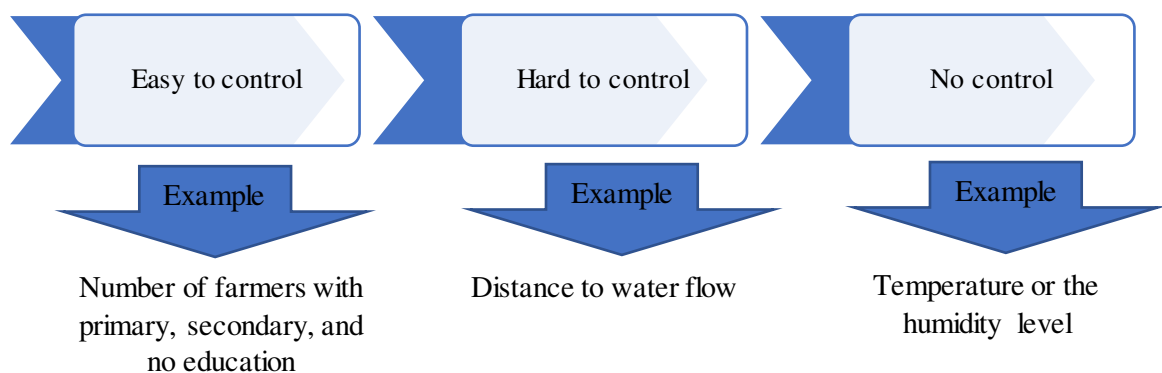 Easy to control
Hard to control
No control
Example
Example
Example
Number of farmers with
primary, secondary, and
no education
Distance to water flow
Temperature or the
humidity level